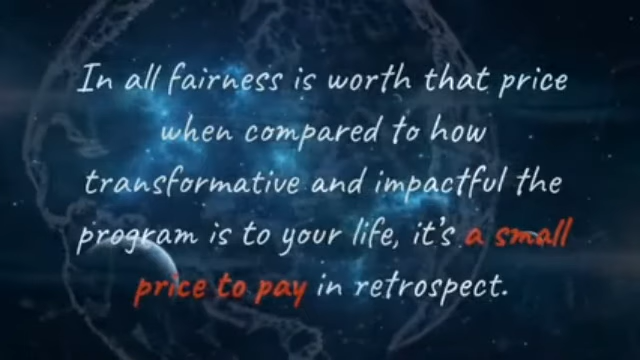 In all fairness is worth that price
when compared to how
transformative and impactful the
program is to your life, it's a small
price to pay in retrospect.